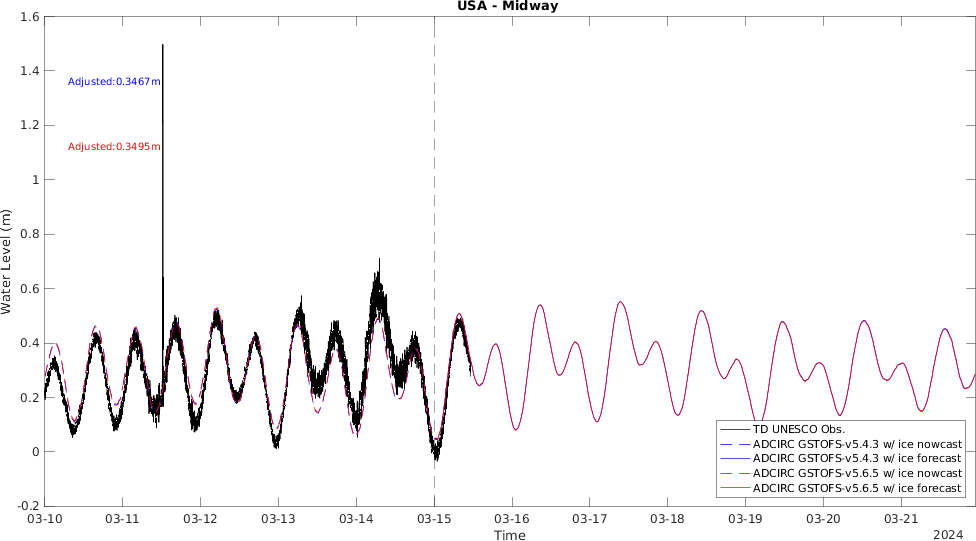 USA - Midway
1.6
1.4
1.2
1
0.8
0.6
0.4
0.2
0
-0.2
Water Level (m)
Adjusted:0.3467m
Adjusted:0.3495m
TD UNESCO Obs.
ADCIRC GSTOFS-v5.4.3 w/ ice nowcast
ADCIRC GSTOFS-v5.4.3 w/ ice forecast
ADCIRC GSTOFS-v5.6.5 w/ ice nowcast
ADCIRC GSTOFS-v5.6.5 w/ ice forecast
03-10 03-11 03-12 03-13 03-14 03-15 03-16 03-17 03-18 03-19 03-20 03-21
Time
2024